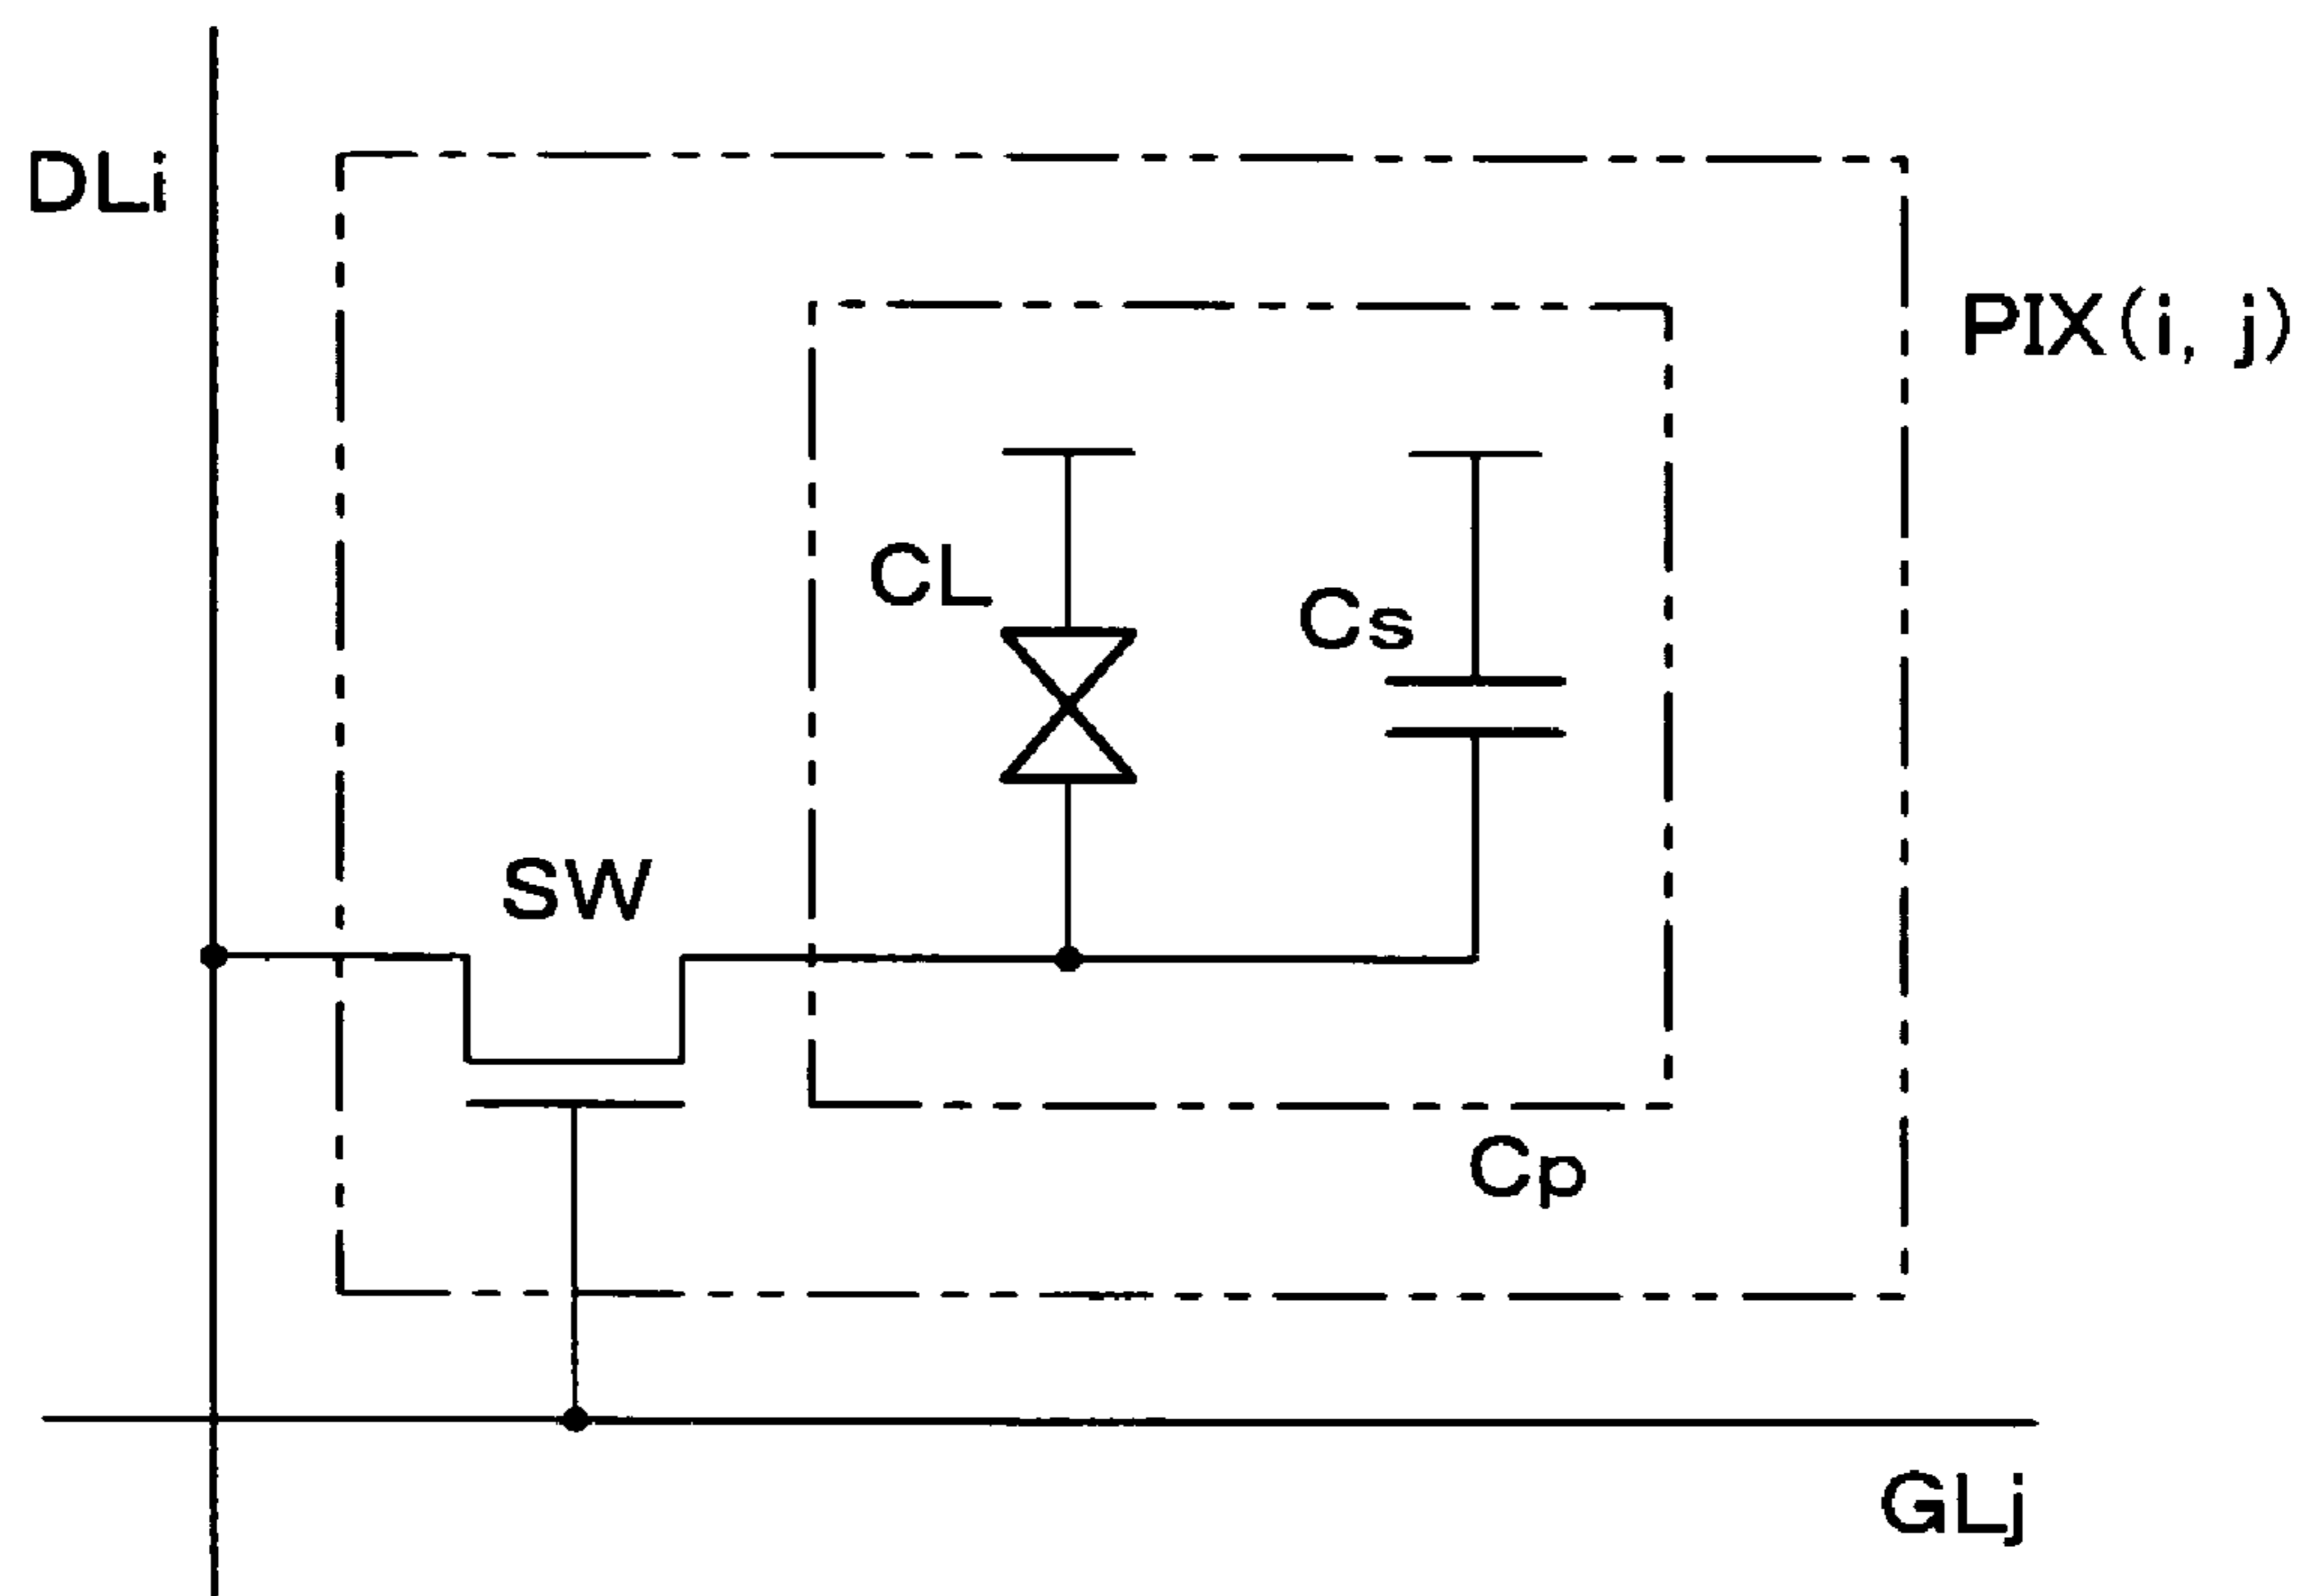 DLi
PIX(i, j)
CL
Cs
SW
Cp
GLj